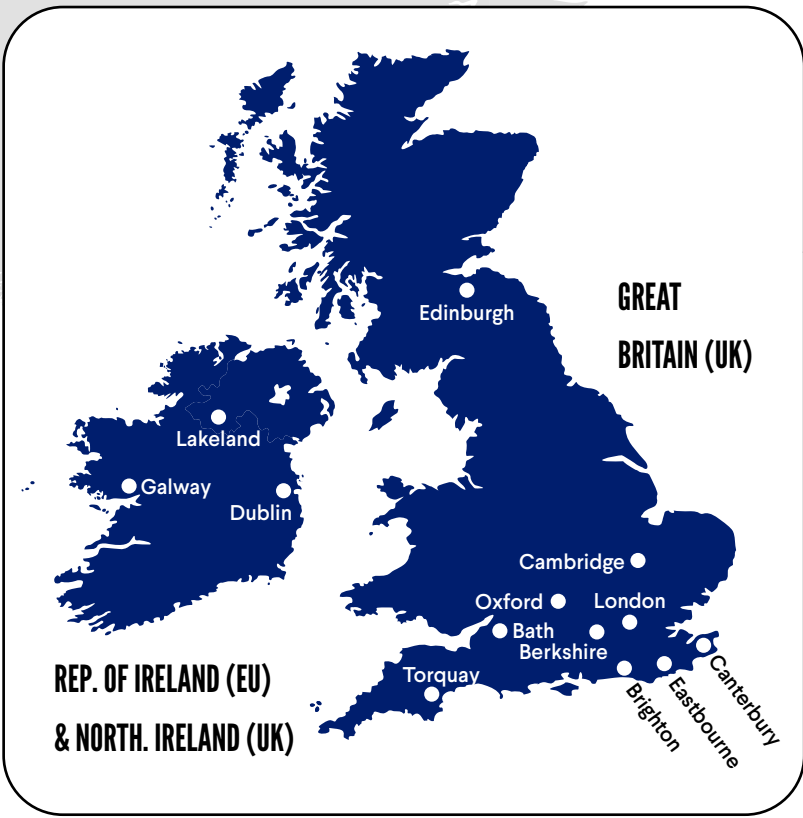 Edinburgh
GREAT
BRITAIN (UK)
Lakeland
Galway
Dublin
Cambridge
Oxford
London
Bath
Berkshire
Torquay
Canterbury
Eastbourne
Brighton
REP. OF IRELAND (EU)
& NORTH. IRELAND (UK)